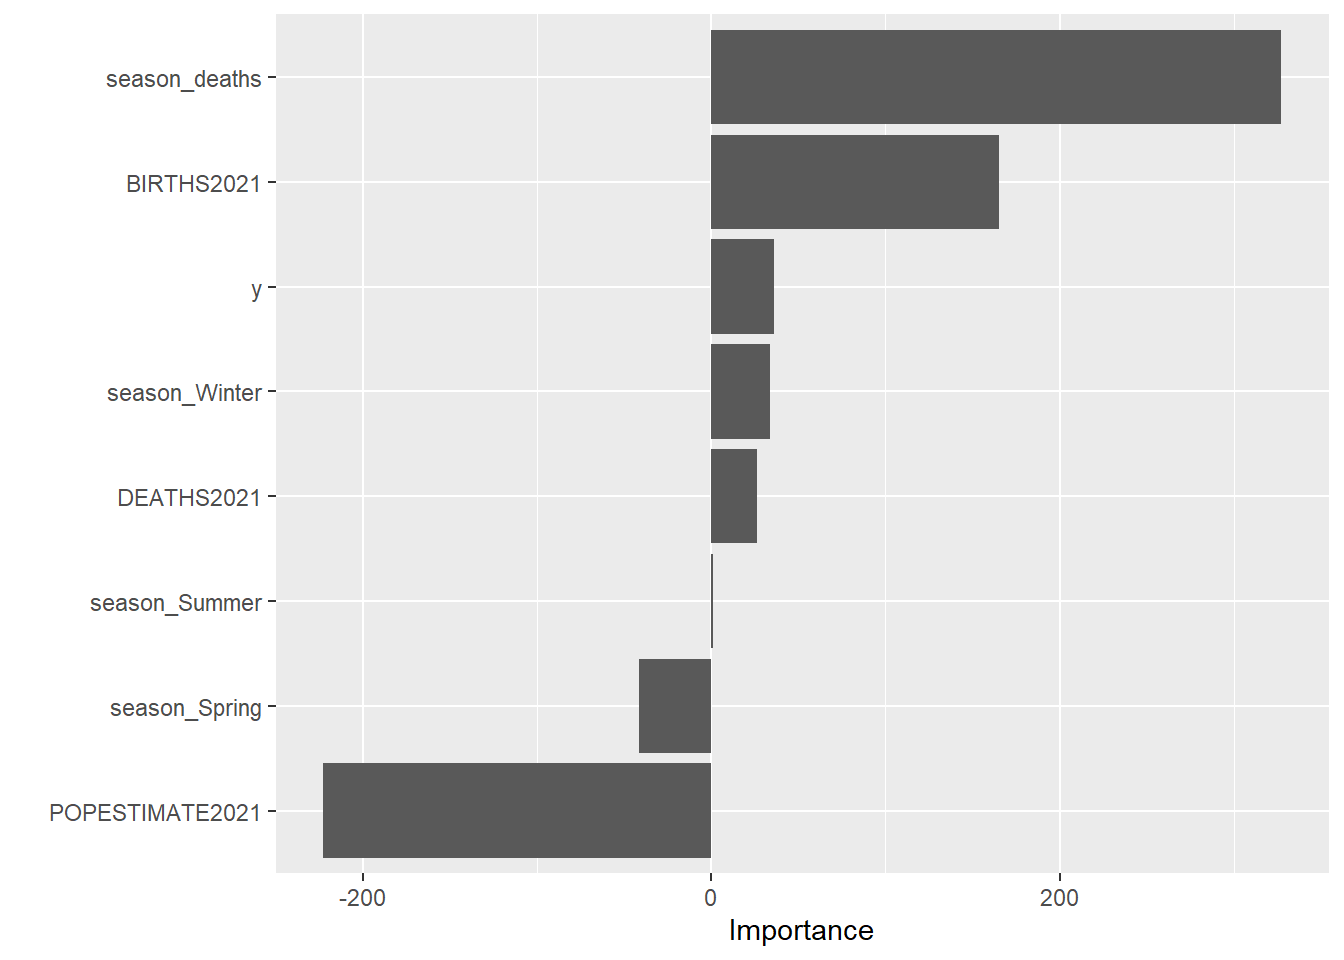 season_deaths
BIRTHS2021
y
season_Winter
DEATHS2021
season_Summer
season_Spring
POPESTIMATE2021
-200 0 200
Importance